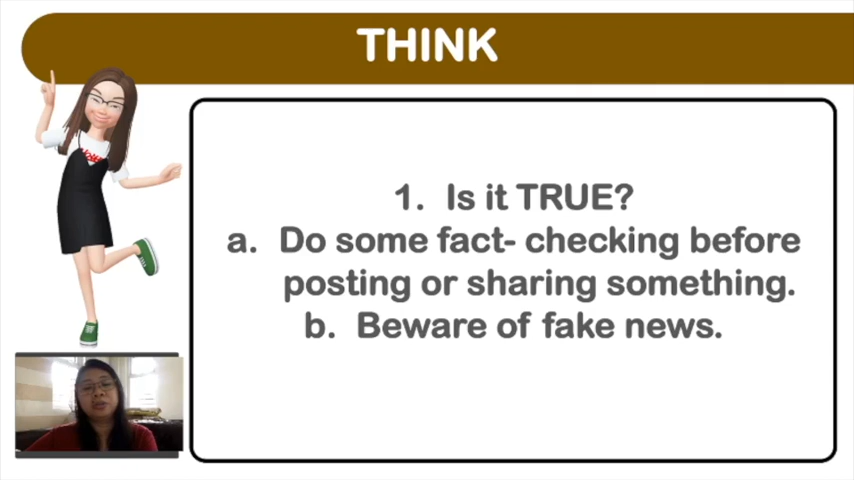 THINK
1. Is it TRUE?
a. Do some fact- checking before
posting or sharing something.
b. Beware of fake news.